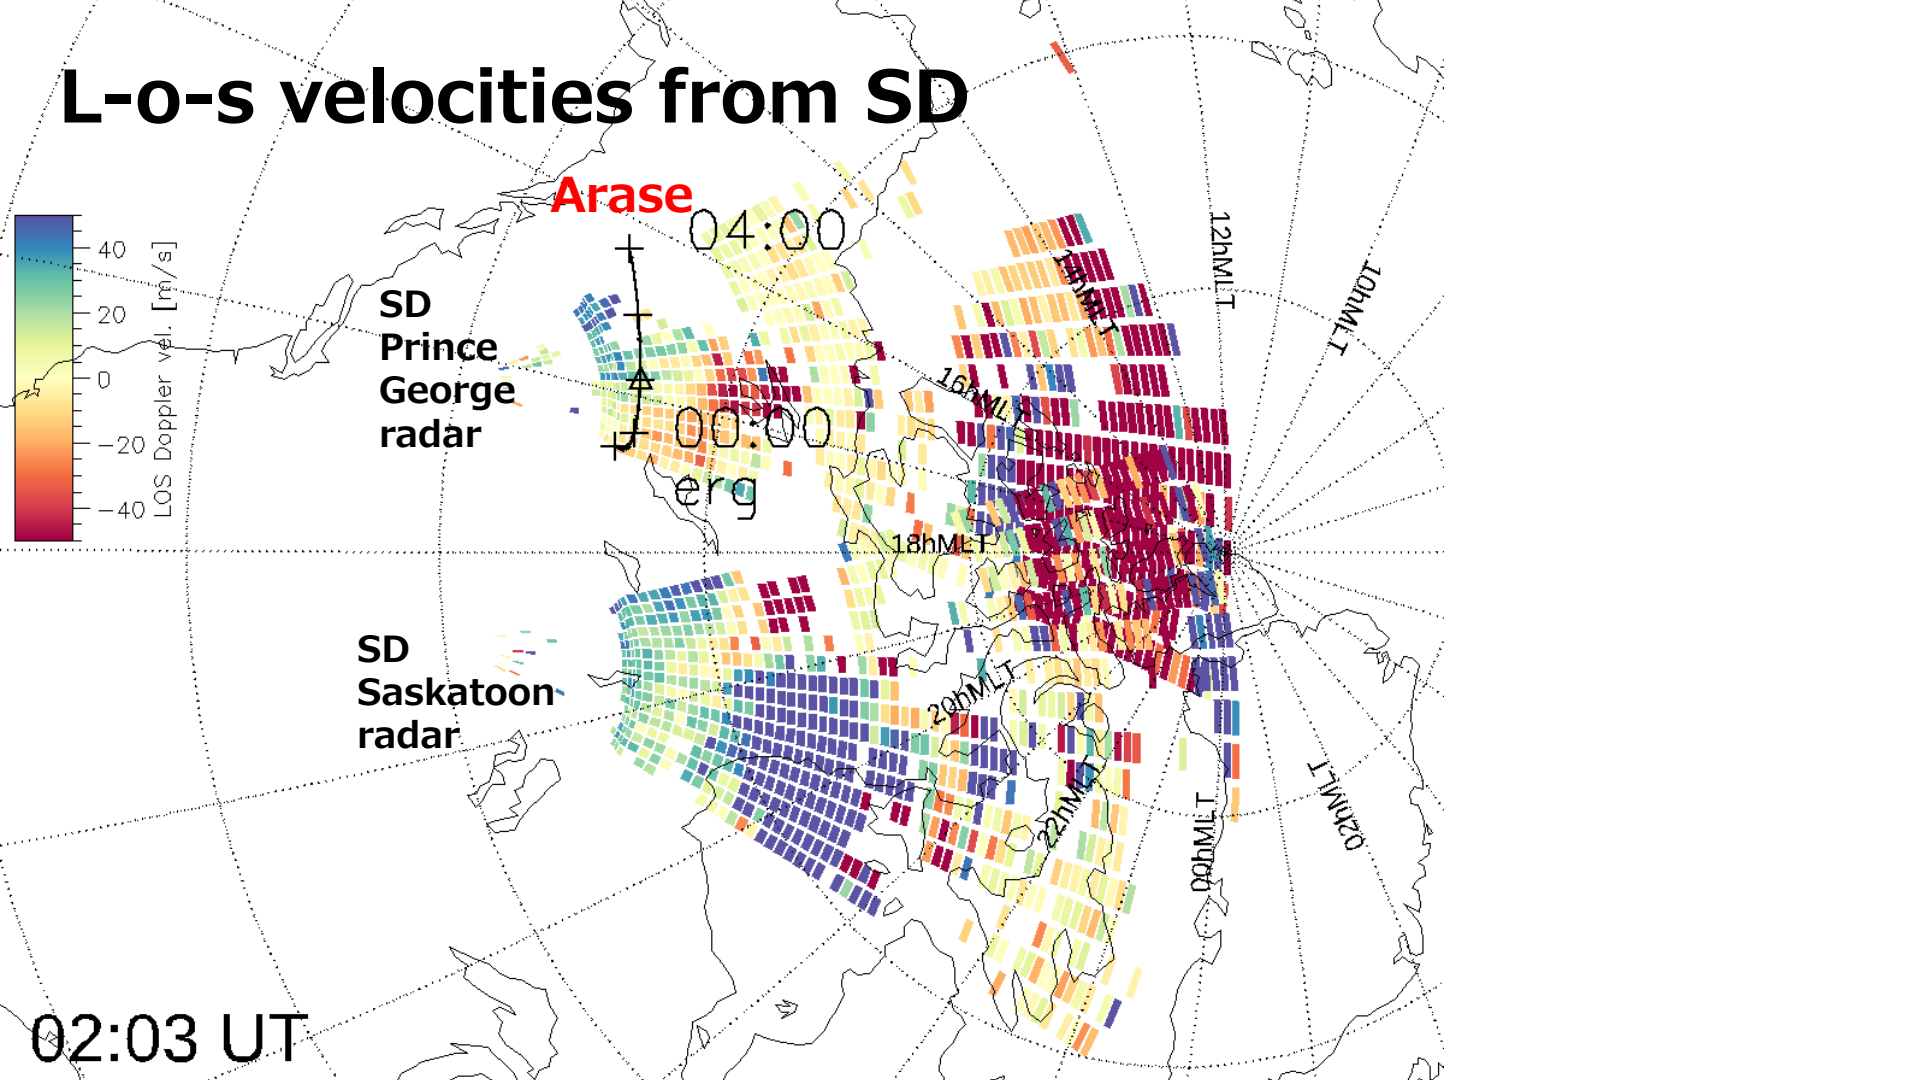 L-o-s velocities from SD
Arase
04:00
12hMLT
10hMLT
14hMLT
40
20
0
−20
−40
LOS Doppler vel. [m/s]
SD
Prince
George
radar
16hMLT
00:00
erg
18hMLT
SD
Saskatoon
radar
20hMLT
22hMLT
00hMLT
02hMLT
02:03 UT